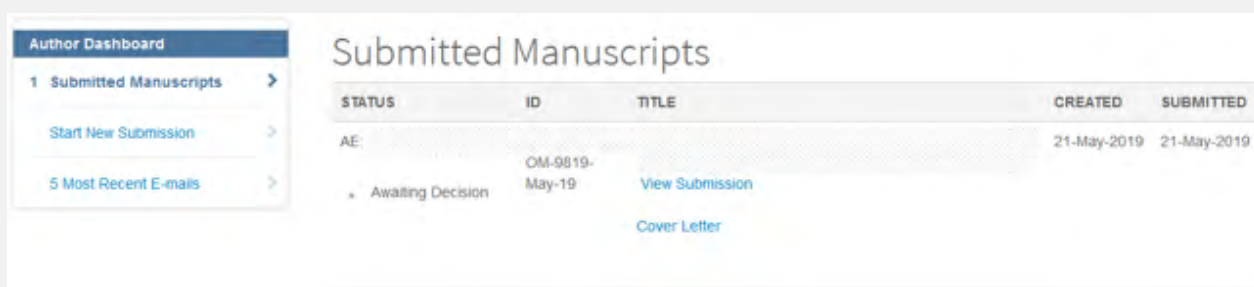 Author Dashboard
1 Submitted Manuscripts
Start New Submission
5 Most Recent E-mails
Submitted Manuscripts
STATUS ID TITLE CREATED SUBMITTED
AE: 21-May-2019 21-May-2019
OM-9819-
May-19
Awaiting Decision
View Submission
Cover Letter